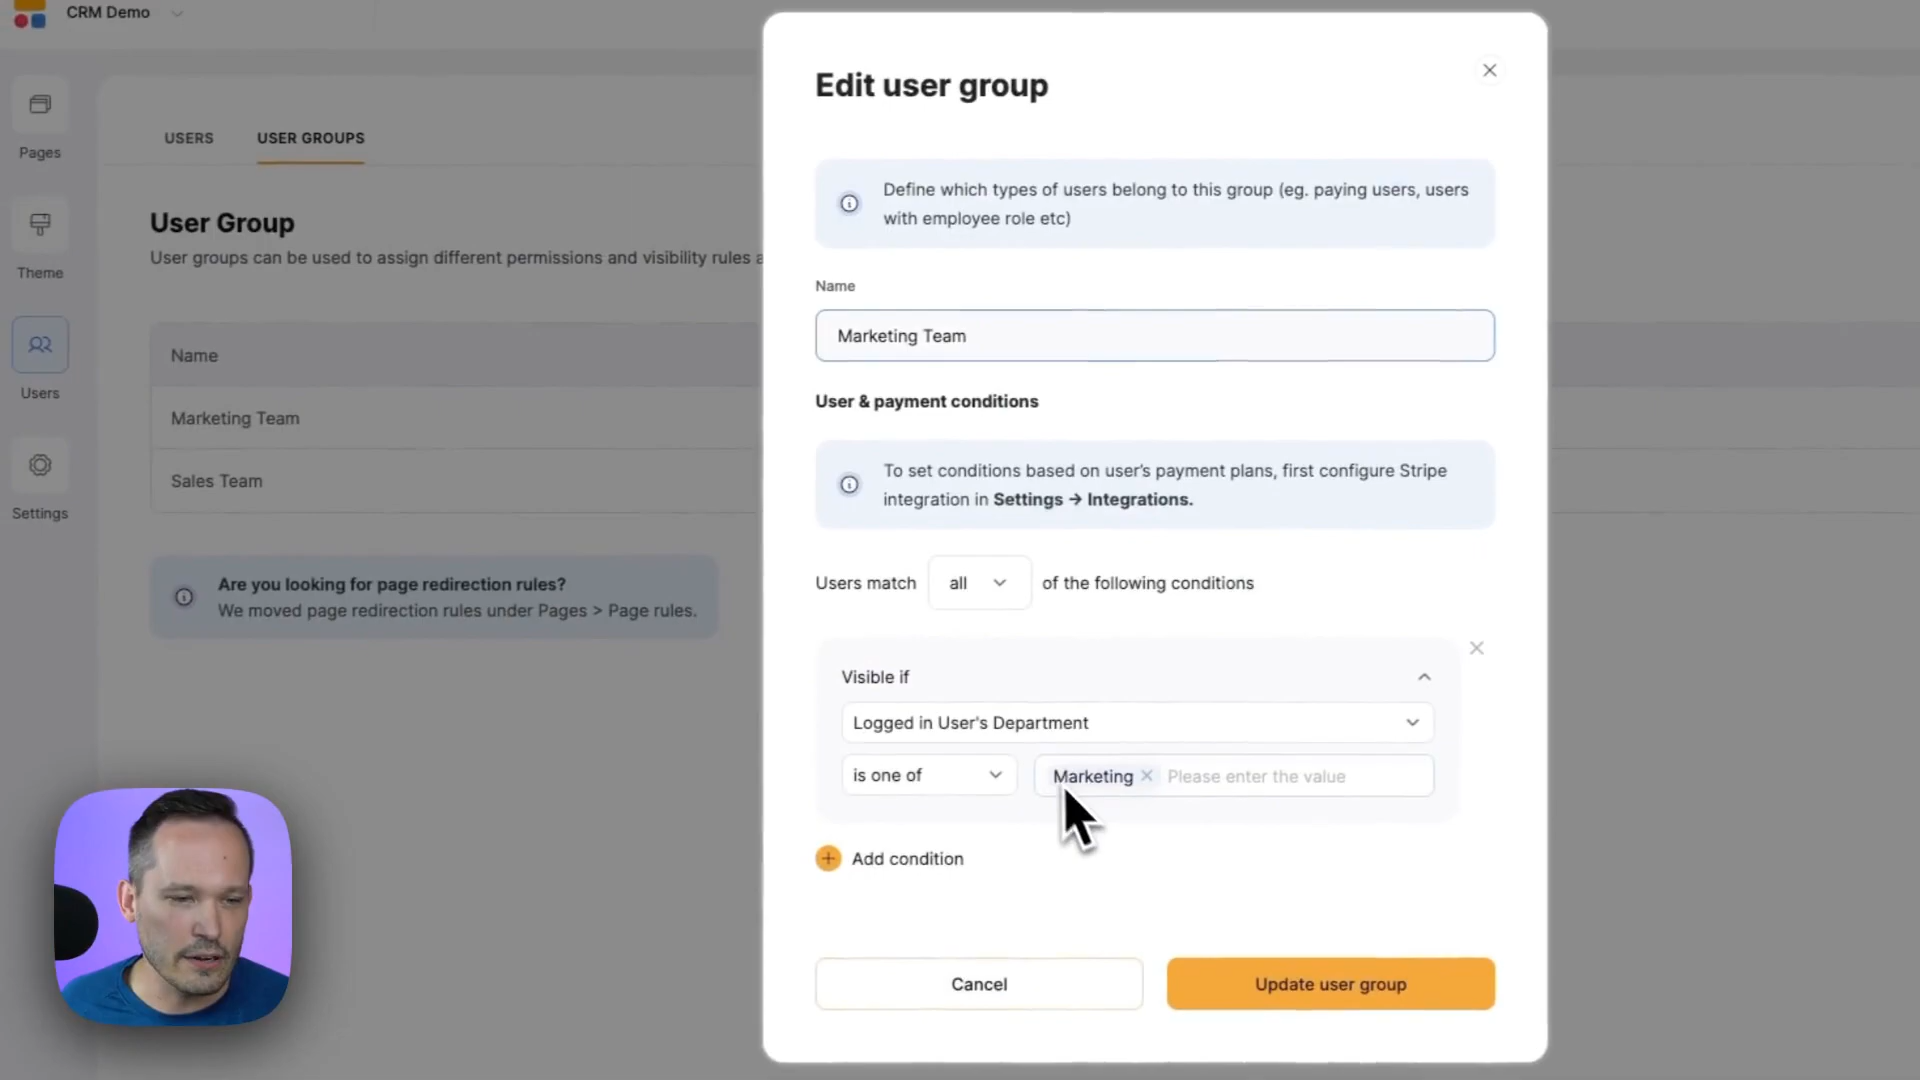 CRM Demo
Pages
Theme
Users
Settings
USERS
USER GROUPS
User Group
User groups can be used to assign different permissions and visibility rules a
Name
Marketing Team
Sales Team
Are you looking for page redirection rules?
We moved page redirection rules under Pages > Page rules.
Edit user group
Define which types of users belong to this group (eg. paying users, users
with employee role etc)
Name
Marketing Team
User & payment conditions
To set conditions based on user's payment plans, first configure Stripe
integration in Settings → Integrations.
Users match all of the following conditions
Visible if
Logged in User's Department
is one of Marketing Please enter the value
Add condition
Cancel
Update user group